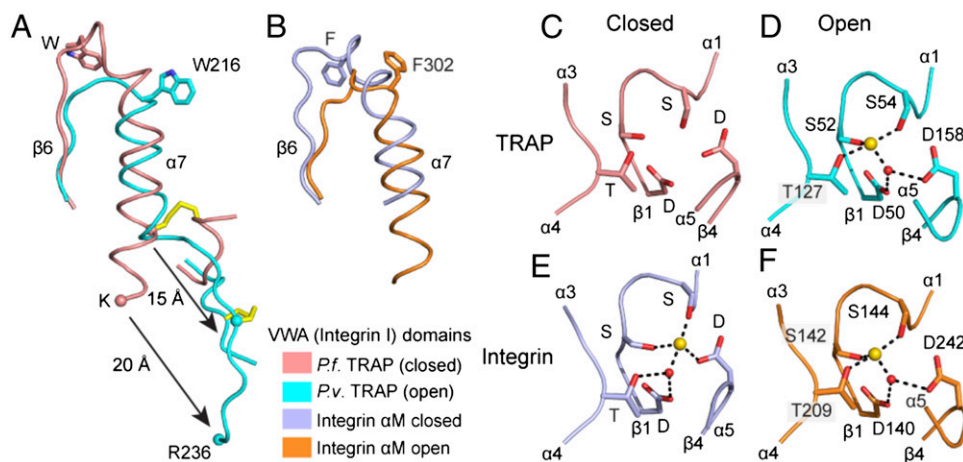 A
W
W216
β6
α7
K
15 Å
20 Å
R236
B
F
F302
β6
α7
VWA (Integrin I) domains
P.f. TRAP (closed)
P.v. TRAP (open)
Integrin αM closed
Integrin αM open
Closed
Open
TRAP
Integrin
C
α3
α1
S
S
D
T
β1
D
α5
β4
α4
D
α3
α1
S54
S52
D158
T127
α5
β1
D50
β4
α4
E
α1
α3
S
D
S
T
β1
D
β4
α5
α4
F
α3
α1
S142
S144
D242
T209
α5
β1
D140
α4
β4